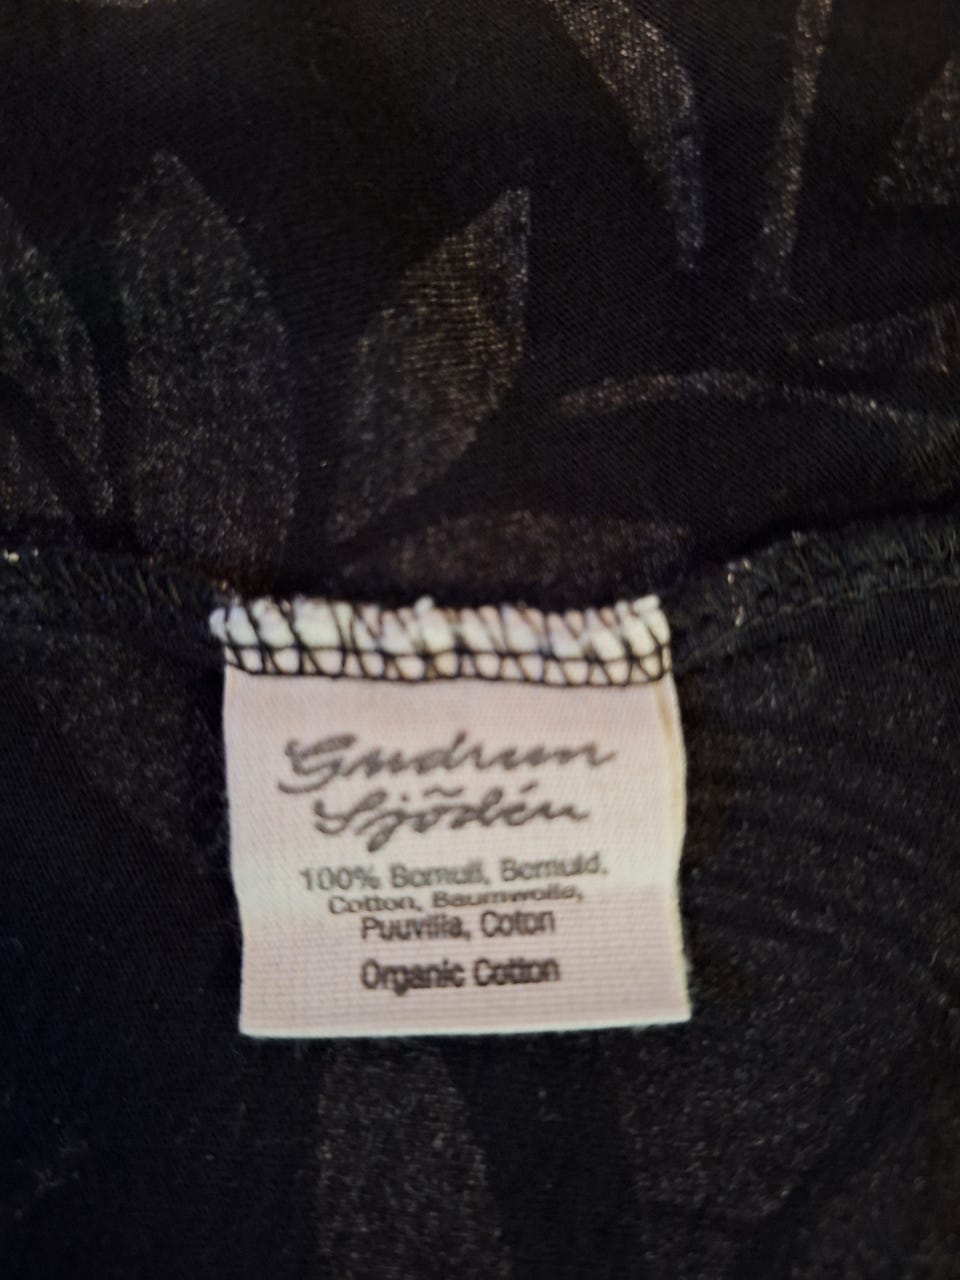 Gudrun
Sjödén
100% Bomull, Bomuld,
Cotton, Baumwolle,
Puuvilla, Coton
Organic Cotton